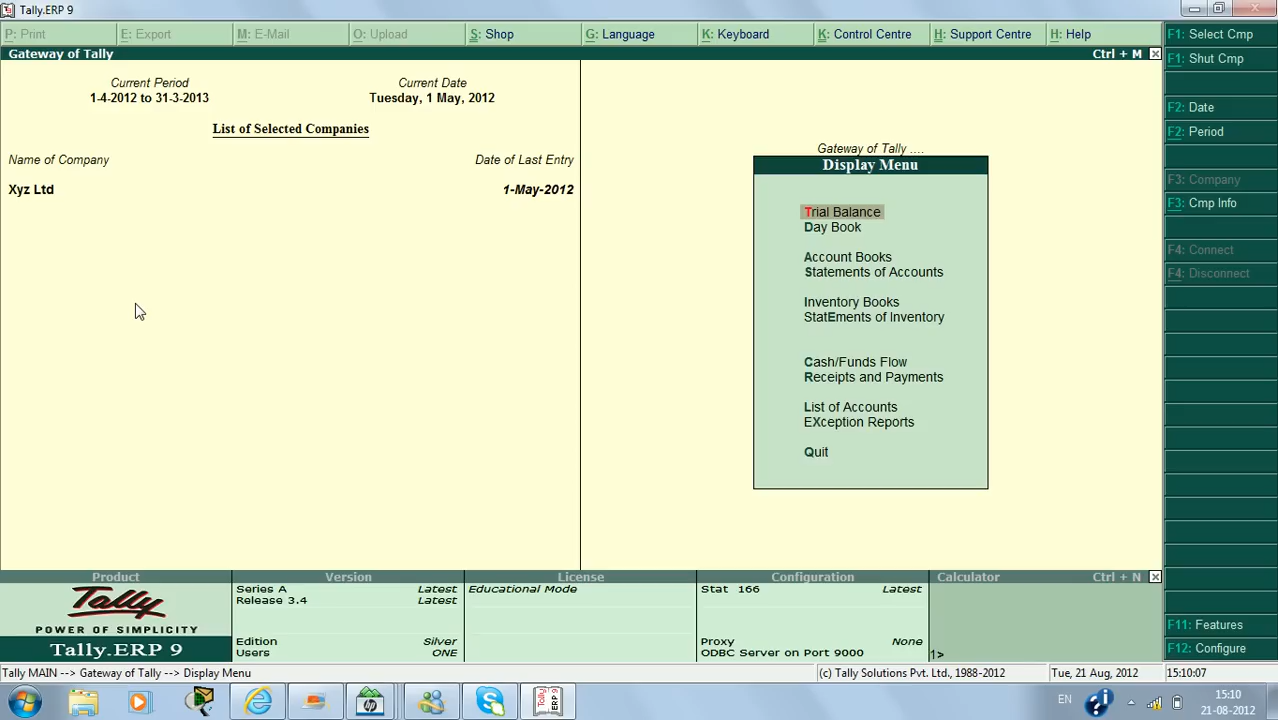 Tally.ERP 9
P: Print
E: Export
M: E-Mail
O: Upload
S: Shop
G: Language
K: Keyboard
K: Control Centre
H: Support Centre
H: Help
Gateway of Tally
Ctrl + M
Current Period
1-4-2012 to 31-3-2013
Current Date
Tuesday, 1 May, 2012
List of Selected Companies
Name of Company
Date of Last Entry
Xyz Ltd
1-May-2012
Gateway of Tally ....
Display Menu
Trial Balance
Day Book
Account Books
Statements of Accounts
Inventory Books
StatEments of Inventory
Cash/Funds Flow
Receipts and Payments
List of Accounts
EXception Reports
Quit
F1: Select Cmp
F1: Shut Cmp
F2: Date
F2: Period
F3: Company
F3: Cmp Info
F4: Connect
F4: Disconnect
F11: Features
F12: Configure
Product
Tally
POWER OF SIMPLICITY
Tally.ERP 9
Version
Series A Latest
Release 3.4 Latest
Edition Silver
Users ONE
License
Educational Mode
Configuration
Stat 166 Latest
Proxy None
ODBC Server on Port 9000
Calculator
Ctrl + N
1>
Tally MAIN --> Gateway of Tally --> Display Menu
(c) Tally Solutions Pvt. Ltd., 1988-2012
Tue, 21 Aug, 2012
15:10:07
EN
15:10
21-08-2012